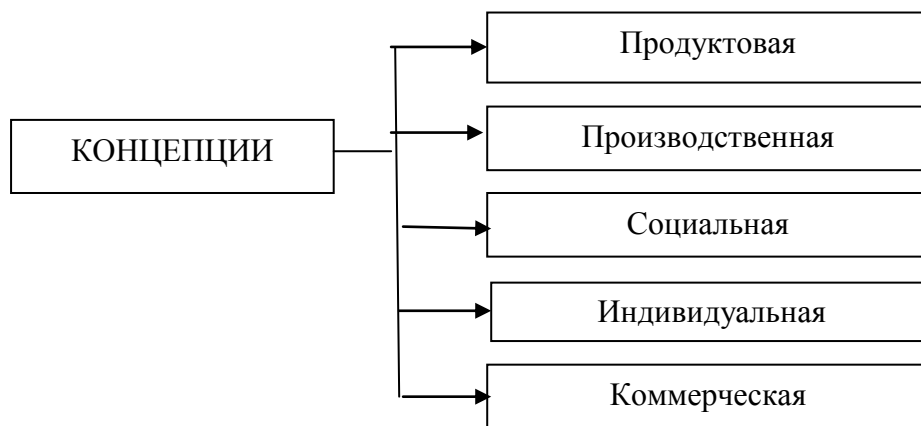 Продуктовая
КОНЦЕПЦИИ
Производственная
Социальная
Индивидуальная
Коммерческая